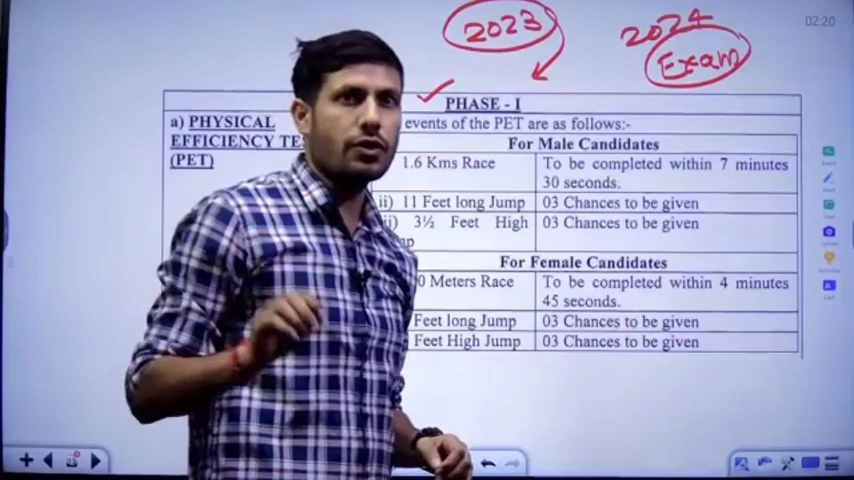 02:20
2023
2024
Exam
PHASE - I
a) PHYSICAL
EFFICIENCY
(PET)
events of the PET are as follows:-
For Male Candidates
1.6 Kms Race
To be completed within 7 minutes
30 seconds.
ii) 11 Feet long Jump
03 Chances to be given
3½ Feet High
03 Chances to be given
For Female Candidates
Meters Race
To be completed within 4 minutes
45 seconds.
Feet long Jump
03 Chances to be given
Feet High Jump
03 Chances to be given